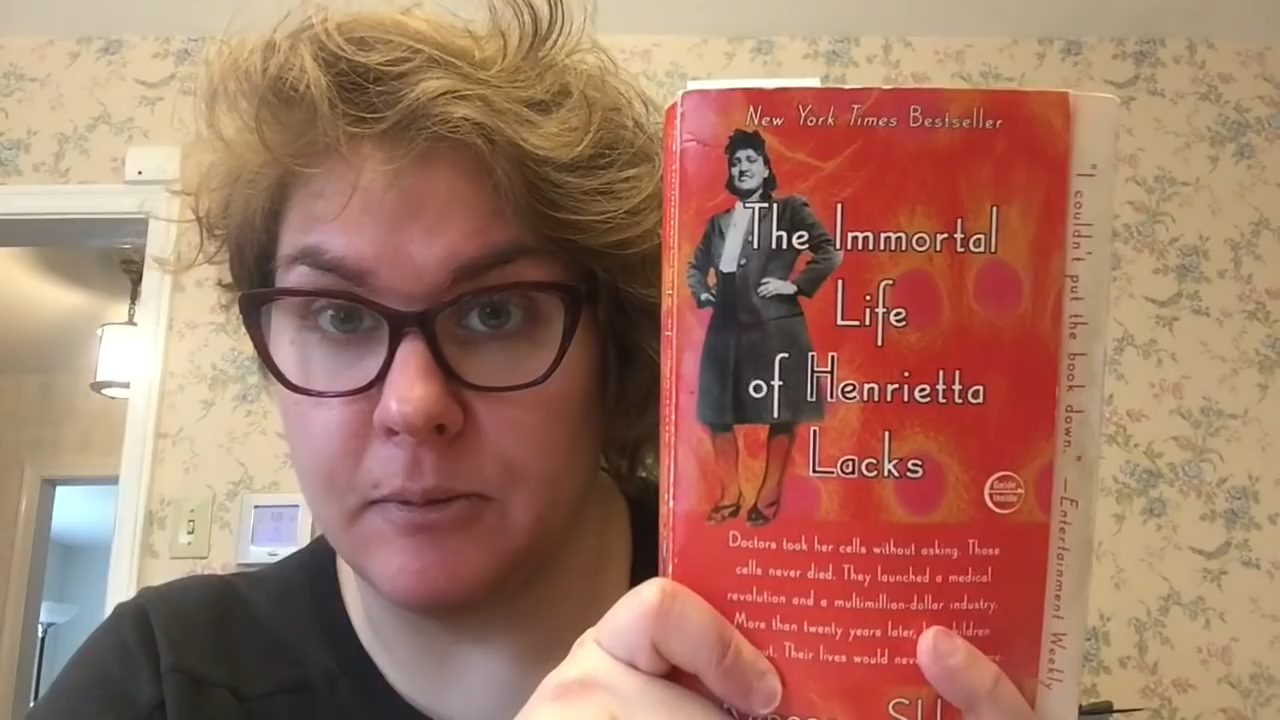 New York Times Bestseller
The Immortal
Life
of Henrietta
Lacks
Guide
Inside
Doctors took her cells without asking. Those
cells never died. They launched a medical
revolution and a multimillion-dollar industry.
More than twenty years later,
Their lives would
"I couldn't put the book down." —Entertainment Weekly